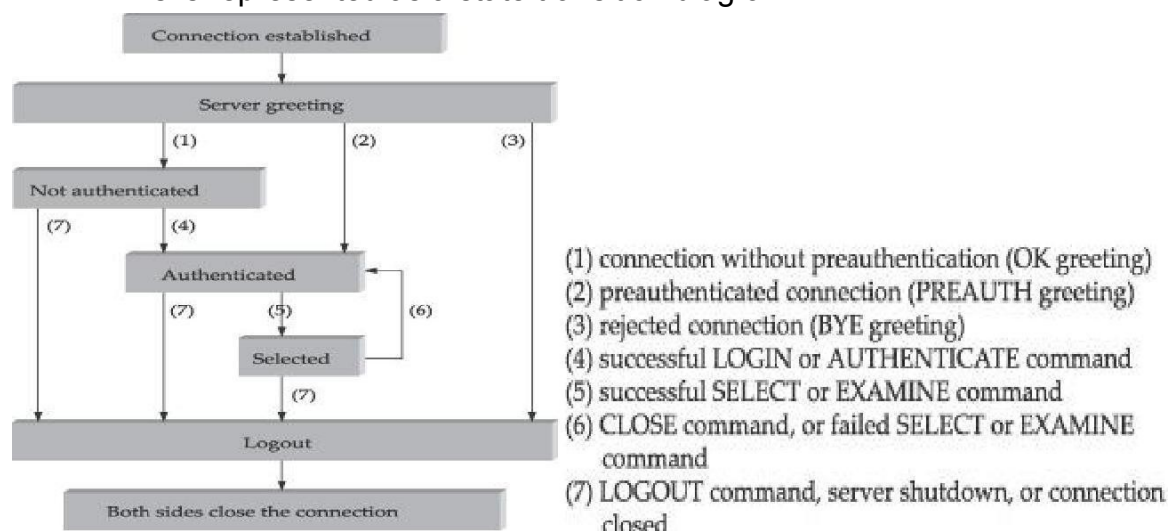 Connection established
Server greeting
(1)
(2)
(3)
Not authenticated
(7)
(4)
Authenticated
(7)
(5)
(6)
Selected
(7)
Logout
Both sides close the connection
(1) connection without preauthentication (OK greeting)
(2) preauthenticated connection (PREAUTH greeting)
(3) rejected connection (BYE greeting)
(4) successful LOGIN or AUTHENTICATE command
(5) successful SELECT or EXAMINE command
(6) CLOSE command, or failed SELECT or EXAMINE
command
(7) LOGOUT command, server shutdown, or connection
closed